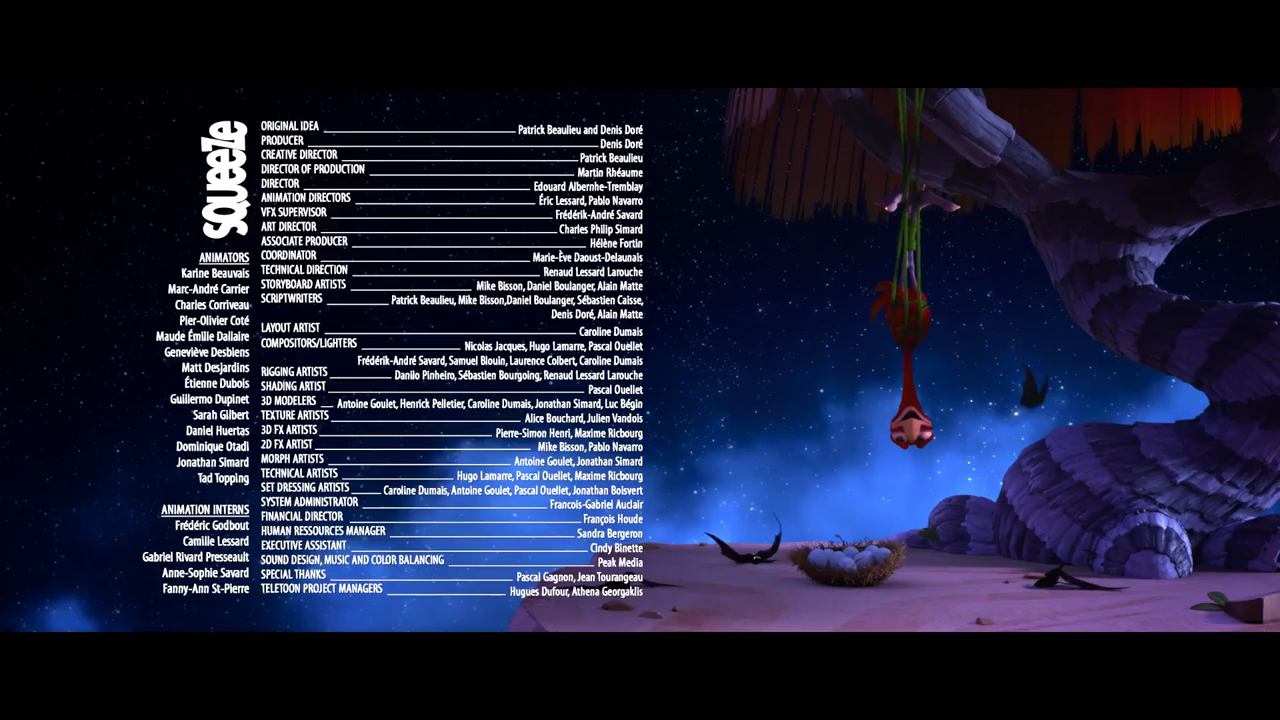 squeeze
ANIMATORS
Karine Beauvais
Marc-André Carrier
Charles Corriveau
Pier-Olivier Coté
Maude Émilie Dallaire
Geneviève Desbiens
Matt Desjardins
Étienne Dubois
Guillermo Dupinet
Sarah Gilbert
Daniel Huertas
Dominique Otadi
Jonathan Simard
Tad Topping
ANIMATION INTERNS
Frédéric Godbout
Camille Lessard
Gabriel Rivard Presseault
Anne-Sophie Savard
Fanny-Ann St-Pierre
ORIGINAL IDEA Patrick Beaulieu and Denis Doré
PRODUCER Denis Doré
CREATIVE DIRECTOR Patrick Beaulieu
DIRECTOR OF PRODUCTION Martin Rhéaume
DIRECTOR Edouard Albernhe-Tremblay
ANIMATION DIRECTORS Éric Lessard, Pablo Navarro
VFX SUPERVISOR Frédérik-André Savard
ART DIRECTOR Charles Philip Simard
ASSOCIATE PRODUCER Hélène Fortin
COORDINATOR Marie-Ève Daoust-Delaunais
TECHNICAL DIRECTION Renaud Lessard Larouche
STORYBOARD ARTISTS Mike Bisson, Daniel Boulanger, Alain Matte
SCRIPTWRITERS Patrick Beaulieu, Mike Bisson,Daniel Boulanger, Sébastien Caisse,
Denis Doré, Alain Matte
LAYOUT ARTIST Caroline Dumais
COMPOSITORS/LIGHTERS Nicolas Jacques, Hugo Lamarre, Pascal Ouellet
Frédérik-André Savard, Samuel Blouin, Laurence Colbert, Caroline Dumais
RIGGING ARTISTS Danilo Pinheiro, Sébastien Bourgoing, Renaud Lessard Larouche
SHADING ARTIST Pascal Ouellet
3D MODELERS Antoine Goulet, Henrick Pelletier, Caroline Dumais, Jonathan Simard, Luc Bégin
TEXTURE ARTISTS Alice Bouchard, Julien Vandois
3D FX ARTISTS Pierre-Simon Henri, Maxime Ricbourg
2D FX ARTIST Mike Bisson, Pablo Navarro
MORPH ARTISTS Antoine Goulet, Jonathan Simard
TECHNICAL ARTISTS Hugo Lamarre, Pascal Ouellet, Maxime Ricbourg
SET DRESSING ARTISTS Caroline Dumais, Antoine Goulet, Pascal Ouellet, Jonathan Boisvert
SYSTEM ADMINISTRATOR Francois-Gabriel Auclair
FINANCIAL DIRECTOR François Houde
HUMAN RESSOURCES MANAGER Sandra Bergeron
EXECUTIVE ASSISTANT Cindy Binette
SOUND DESIGN, MUSIC AND COLOR BALANCING Peak Media
SPECIAL THANKS Pascal Gagnon, Jean Tourangeau
TELETOON PROJECT MANAGERS Hugues Dufour, Athena Georgaklis